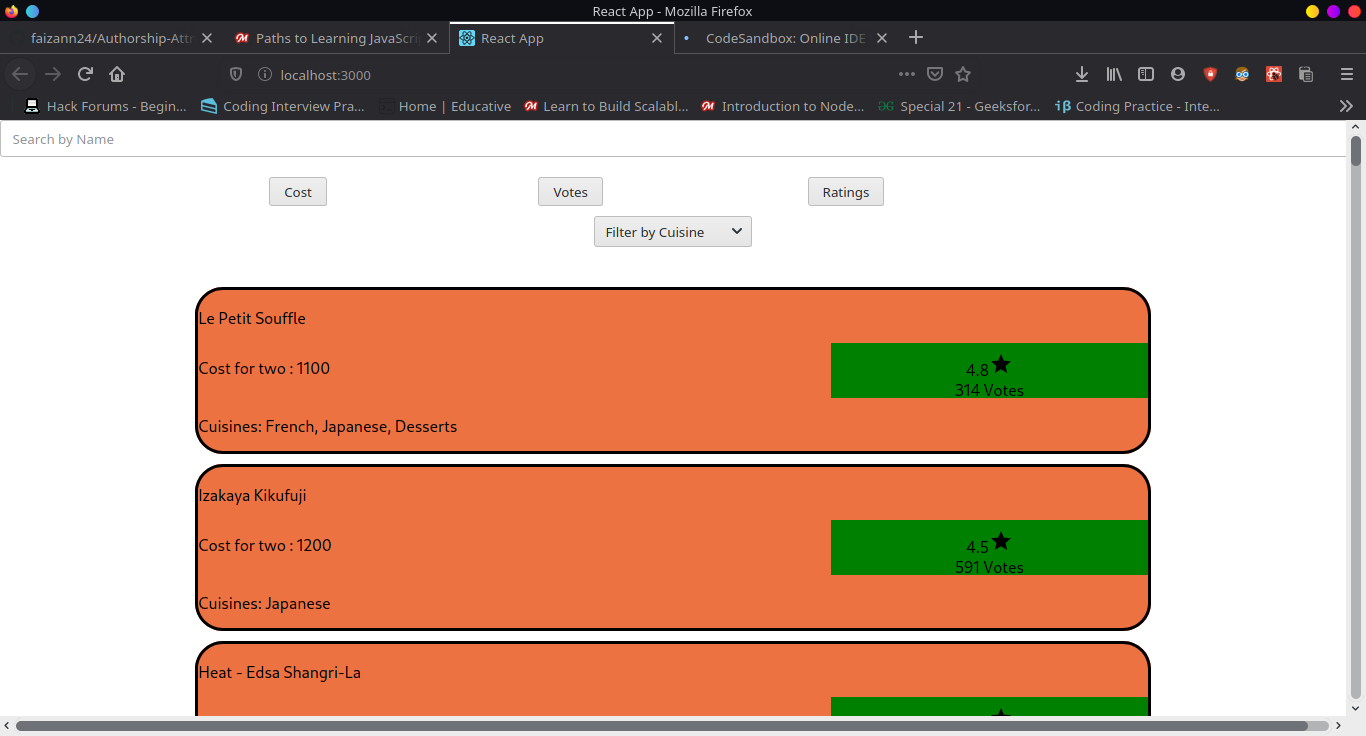 React App - Mozilla Firefox
faizann24/Authorship-Attr
Paths to Learning JavaScri
React App
CodeSandbox: Online IDE
localhost:3000
Hack Forums - Begin...
Coding Interview Pra...
Home | Educative
Learn to Build Scalabl...
Introduction to Node...
Special 21 - Geeksfor...
Coding Practice - Inte...
Search by Name
Cost
Votes
Ratings
Filter by Cuisine
Le Petit Souffle
Cost for two : 1100
4.8
314 Votes
Cuisines: French, Japanese, Desserts
Izakaya Kikufuji
Cost for two : 1200
4.5
591 Votes
Cuisines: Japanese
Heat - Edsa Shangri-La